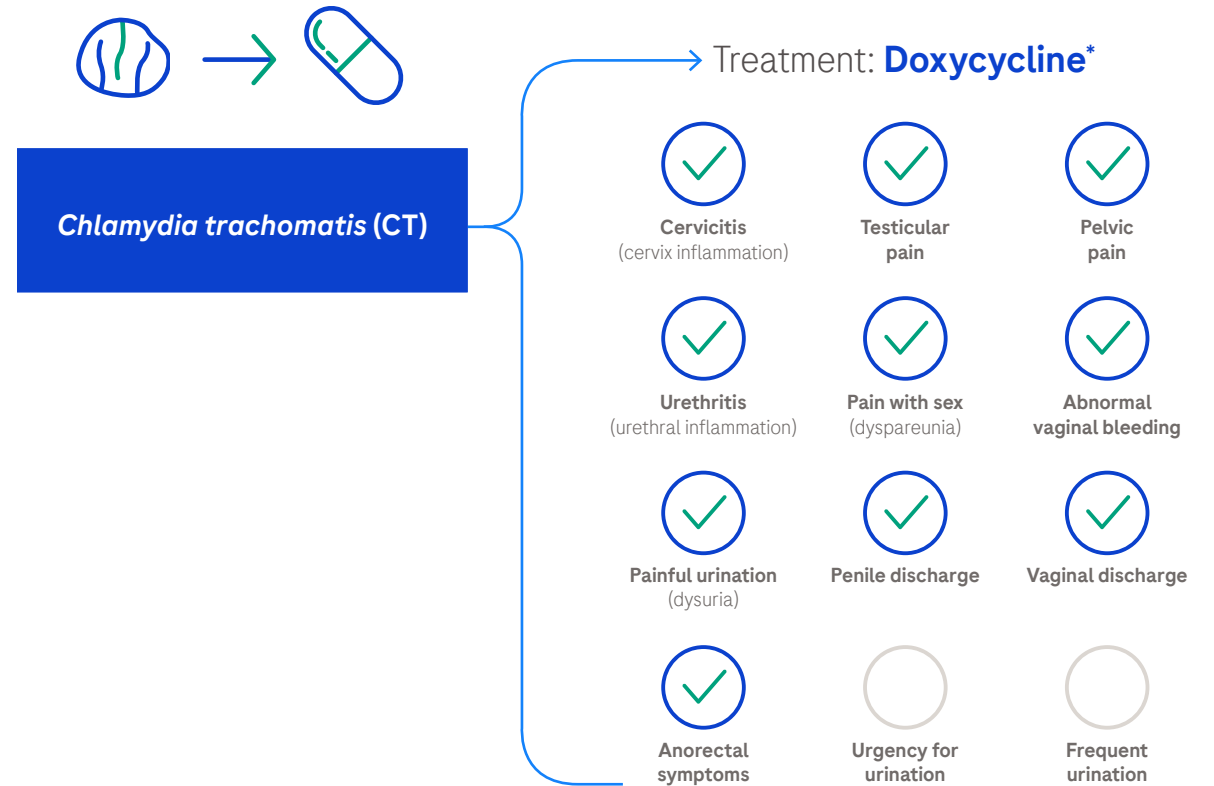 Treatment: Doxycycline*
Chlamydia trachomatis (CT)
Cervicitis
(cervix inflammation)
Testicular
pain
Pelvic
pain
Urethritis
(urethral inflammation)
Pain with sex
(dyspareunia)
Abnormal
vaginal bleeding
Painful urination
(dysuria)
Penile discharge
Vaginal discharge
Anorectal
symptoms
Urgency for
urination
Frequent
urination